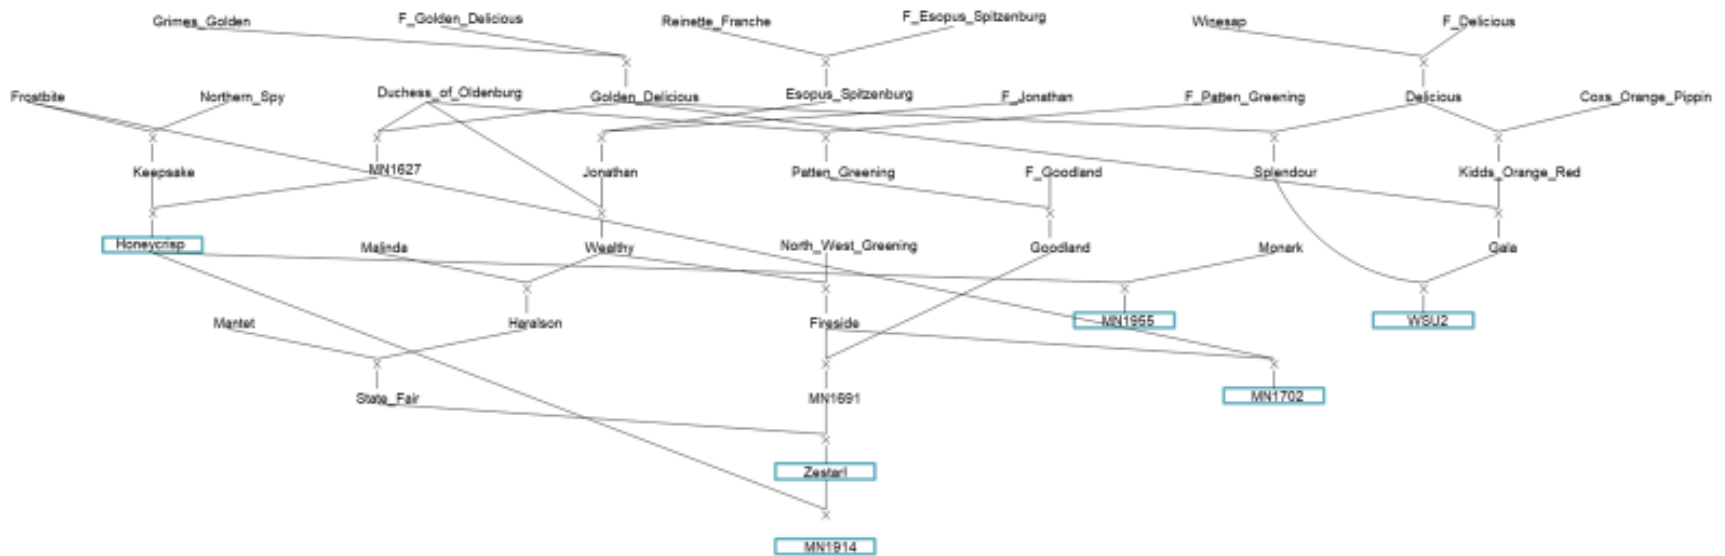 Grimes_Golden
F_Golden_Delicious
Reinette_Franche
F_Esopus_Spitzenburg
Winesap
F_Delicious
Frostbite
Northern_Spy
Duchess_of_Oldenburg
Golden_Delicious
Esopus_Spitzenburg
F_Jonathan
F_Patten_Greening
Delicious
Coxs_Orange_Pippin
Keepsake
MN1627
Jonathan
Patten_Greening
F_Goodland
Splendour
Kidds_Orange_Red
Honeycrisp
Malinda
Wealthy
North_West_Greening
Goodland
Monark
Gala
Mantet
Haralson
Fireside
MN1955
WSU2
State_Fair
MN1691
MN1702
Zestar!
MN1914